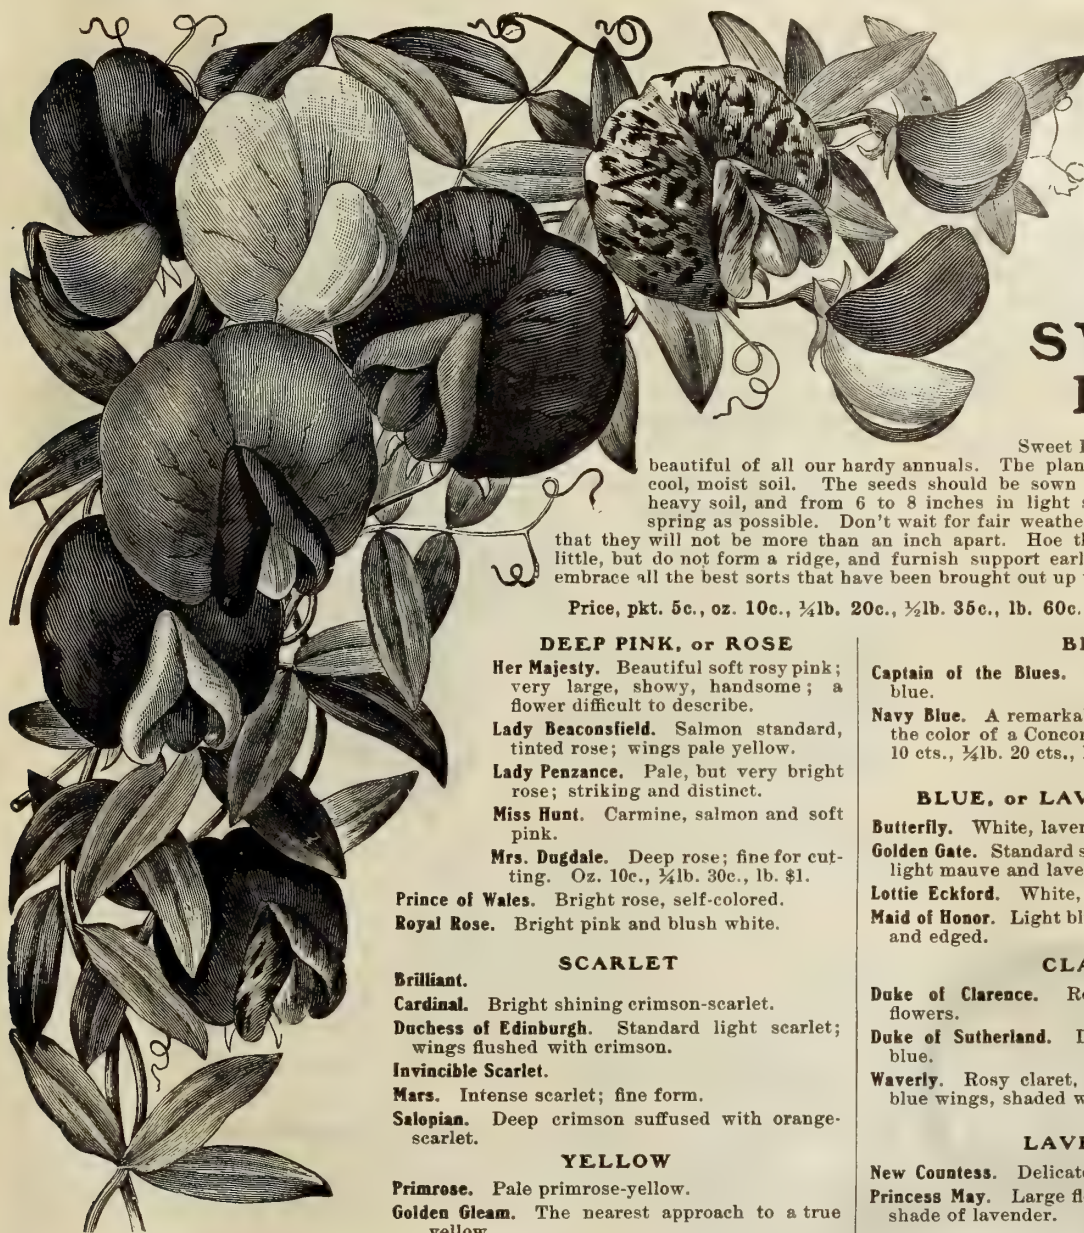 SW
Sweet
beautiful of all our hardy annuals. The plan
cool, moist soil. The seeds should be sown
heavy soil, and from 6 to 8 inches in light
spring as possible. Don't wait for fair weathe
that they will not be more than an inch apart. Hoe th
little, but do not form a ridge, and furnish support earl
embrace all the best sorts that have been brought out up
Price, pkt. 5c., oz. 10c., ¼lb. 20c., ½lb. 35c., lb. 60c.
DEEP PINK, or ROSE
Her Majesty. Beautiful soft rosy pink;
very large, showy, handsome; a
flower difficult to describe.
Lady Beaconsfield. Salmon standard,
tinted rose; wings pale yellow.
Lady Penzance. Pale, but very bright
rose; striking and distinct.
Miss Hunt. Carmine, salmon and soft
pink.
Mrs. Dugdale. Deep rose; fine for cut-
ting. Oz. 10c., ¼lb. 30c., lb. $1.
Prince of Wales. Bright rose, self-colored.
Royal Rose. Bright pink and blush white.
SCARLET
Brilliant.
Cardinal. Bright shining crimson-scarlet.
Duchess of Edinburgh. Standard light scarlet;
wings flushed with crimson.
Invincible Scarlet.
Mars. Intense scarlet; fine form.
Salopian. Deep crimson suffused with orange-
scarlet.
YELLOW
Primrose. Pale primrose-yellow.
Golden Gleam. The nearest approach to a true
yellow.
BL
Captain of the Blues.
blue.
Navy Blue. A remarka
the color of a Concor
10 cts., ¼lb. 20 cts.,
BLUE, or LAV
Butterfly. White, laven
Golden Gate. Standard s
light mauve and lave
Lottie Eckford. White,
Maid of Honor. Light bl
and edged.
CLA
Duke of Clarence. Ro
flowers.
Duke of Sutherland. D
blue.
Waverly. Rosy claret,
blue wings, shaded w
LAVE
New Countess. Delicate
Princess May. Large fl
shade of lavender.